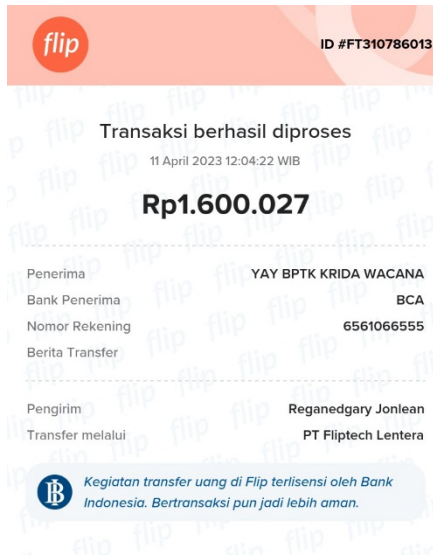 flip
ID #FT310786013
Transaksi berhasil diproses
11 April 2023 12:04:22 WIB
Rp1.600.027
Penerima YAY BPTK KRIDA WACANA
Bank Penerima BCA
Nomor Rekening 6561066555
Berita Transfer
Pengirim Reganedgary Jonlean
Transfer melalui PT Fliptech Lentera
Kegiatan transfer uang di Flip terlisensi oleh Bank
Indonesia. Bertransaksi pun jadi lebih aman.